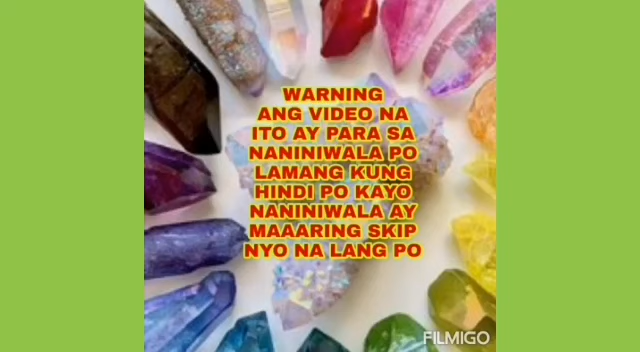 WARNING
ANG VIDEO NA
ITO AY PARA SA
NANINIWALA PO
LAMANG KUNG
HINDI PO KAYO
NANINIWALA AY
MAAARING SKIP
NYO NA LANG PO
FILMIGO